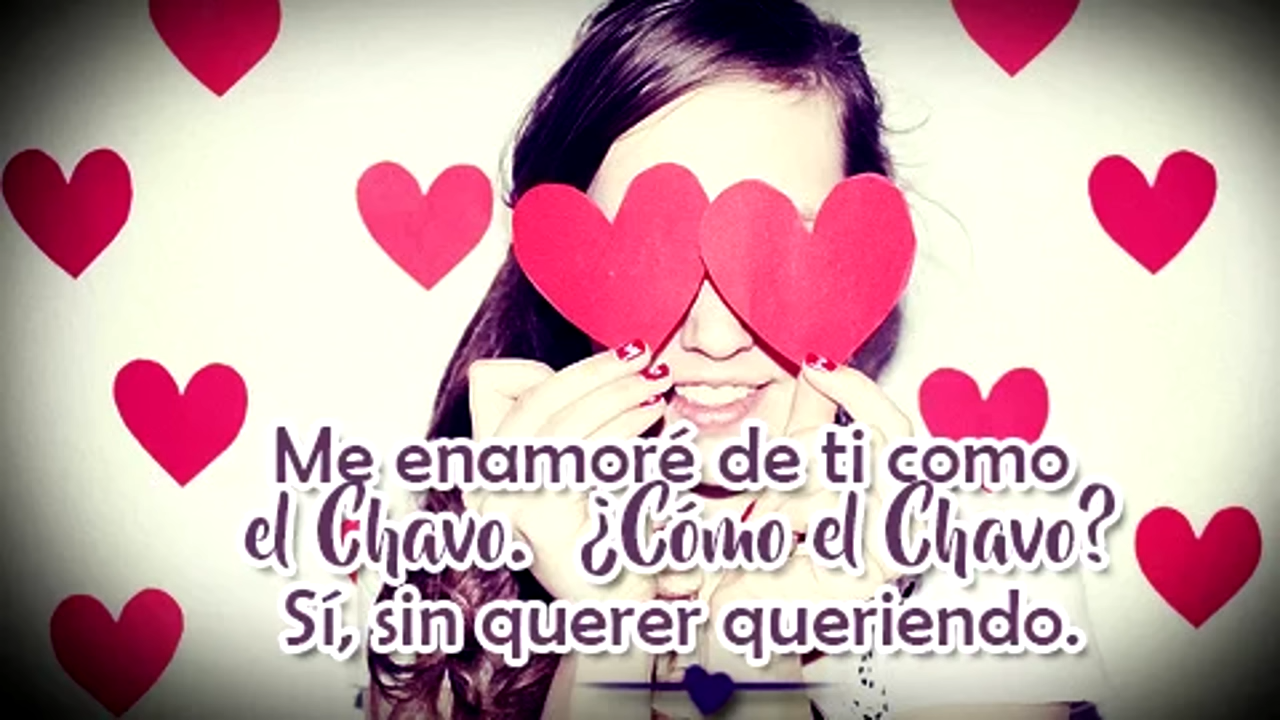 Me enamoré de ti como
el Chavo. ¿Cómo el Chavo?
Sí, sin querer queriendo.